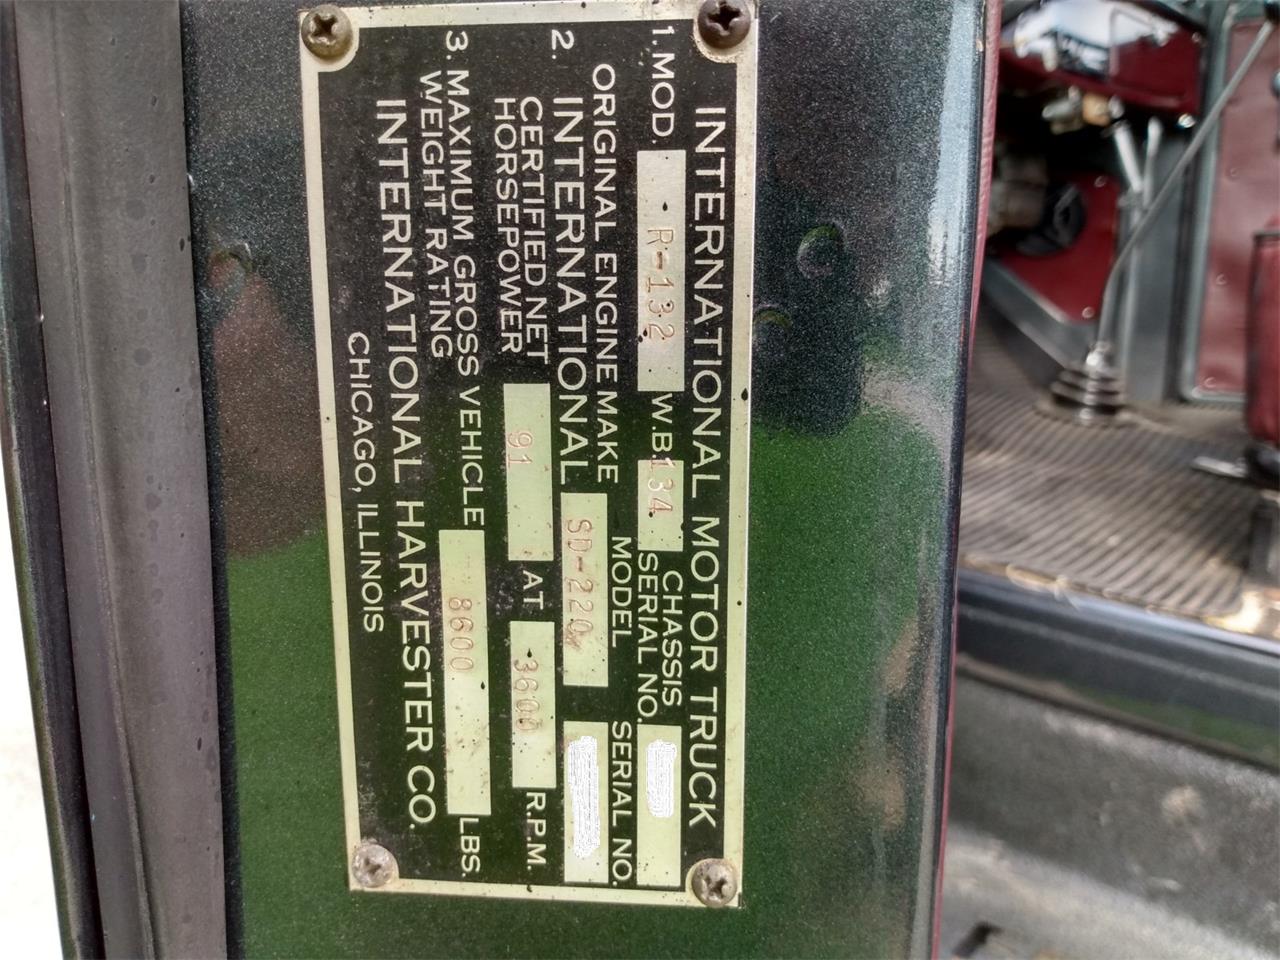 INTERNATIONAL MOTOR TRUCK
1. MOD. R-132 W.B. 134 CHASSIS SERIAL NO.
ORIGINAL ENGINE MAKE MODEL SERIAL NO.
2. INTERNATIONAL SD-220
CERTIFIED NET HORSEPOWER 91 AT 3600 R.P.M.
3. MAXIMUM GROSS VEHICLE WEIGHT RATING 8600 LBS.
INTERNATIONAL HARVESTER CO.
CHICAGO, ILLINOIS